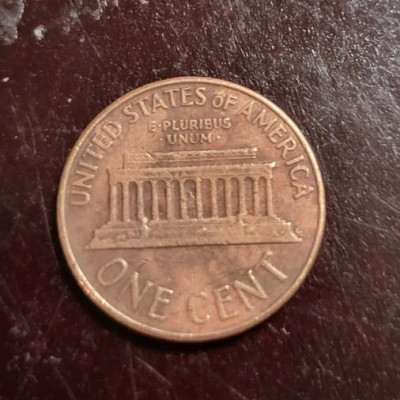 UNITED STATES of AMERICA
E·PLURIBUS
·UNUM·
ONE CENT